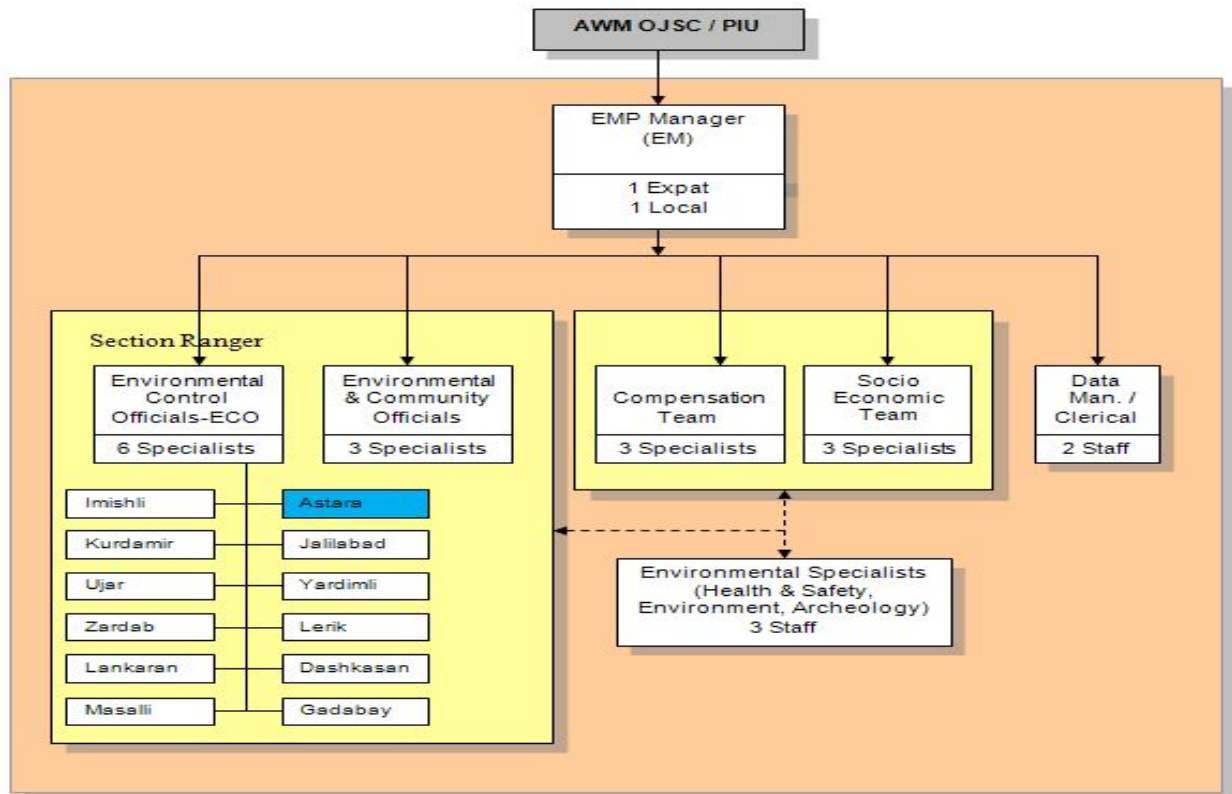 AWM OJSC / PIU
EMP Manager
(EM)
1 Expat
1 Local
Section Ranger
Environmental
Control
Officials-ECO
6 Specialists
Environmental
& Community
Officials
3 Specialists
Compensation
Team
3 Specialists
Socio
Economic
Team
3 Specialists
Data
Man. /
Clerical
2 Staff
Imishli
Astara
Kurdamir
Jalilabad
Ujar
Yardimli
Zardab
Lerik
Lankaran
Dashkasan
Masalli
Gadabay
Environmental Specialists
(Health & Safety,
Environment, Archeology)
3 Staff